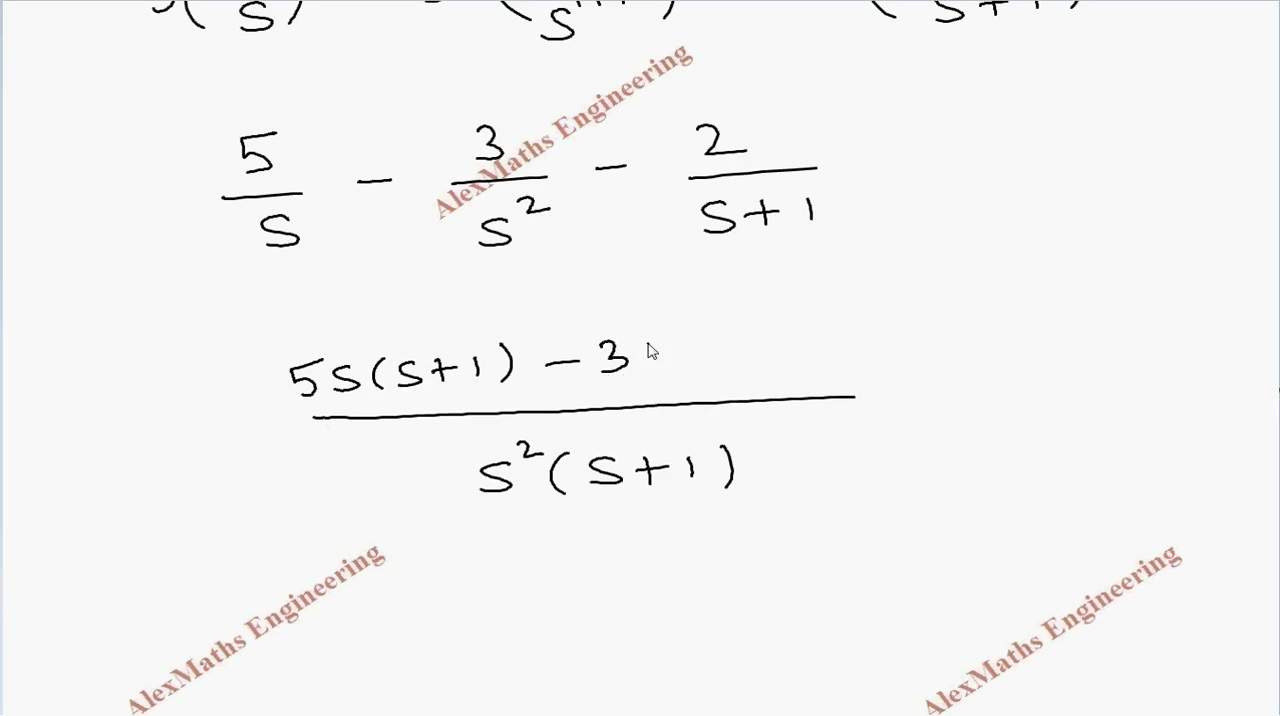 5/s - 3/s² - 2/(s+1)
5s(s+1) - 3
s²(s+1)
AlexMaths Engineering
AlexMaths Engineering
AlexMaths Engineering